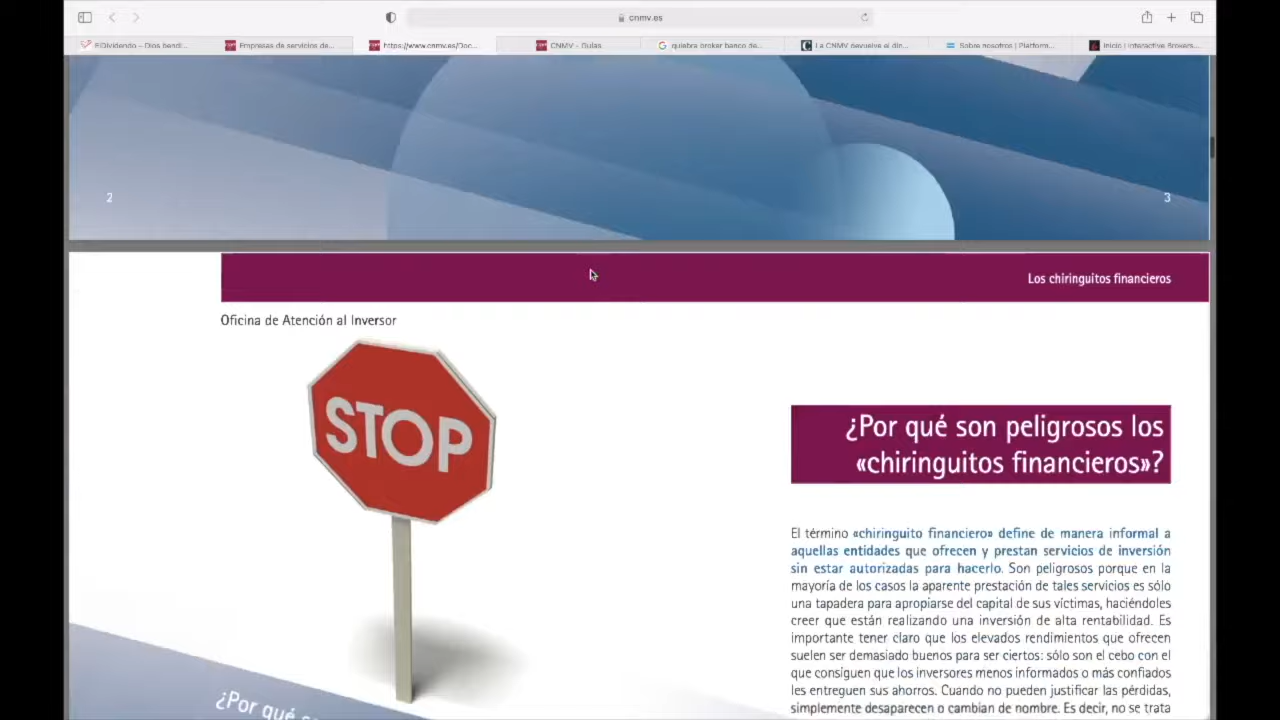 cnmv.es
ElDividendo - Dios bendi...
Empresas de servicios de...
https://www.cnmv.es/Doc...
CNMV - Guías
quiebra broker banco de...
La CNMV devuelve el din...
Sobre nosotros | Platform...
Inicio | Interactive Brokers...
2
3
Los chiringuitos financieros
Oficina de Atención al Inversor
STOP
¿Por qué son peligrosos los
«chiringuitos financieros»?
El término «chiringuito financiero» define de manera informal a
aquellas entidades que ofrecen y prestan servicios de inversión
sin estar autorizadas para hacerlo. Son peligrosos porque en la
mayoría de los casos la aparente prestación de tales servicios es sólo
una tapadera para apropiarse del capital de sus víctimas, haciéndoles
creer que están realizando una inversión de alta rentabilidad. Es
importante tener claro que los elevados rendimientos que ofrecen
suelen ser demasiado buenos para ser ciertos: sólo son el cebo con el
que consiguen que los inversores menos informados o más confiados
les entreguen sus ahorros. Cuando no pueden justificar las pérdidas,
simplemente desaparecen o cambian de nombre. Es decir, no se trata
¿Por qué s